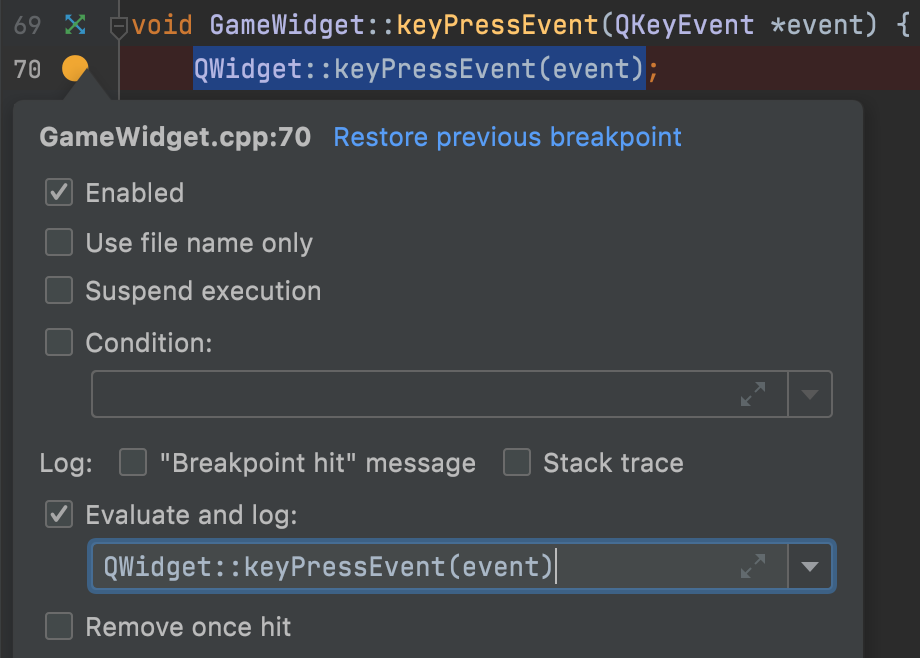 69 void GameWidget::keyPressEvent(QKeyEvent *event) {
70 QWidget::keyPressEvent(event);
GameWidget.cpp:70 Restore previous breakpoint
Enabled
Use file name only
Suspend execution
Condition:
Log: "Breakpoint hit" message Stack trace
Evaluate and log:
QWidget::keyPressEvent(event)
Remove once hit